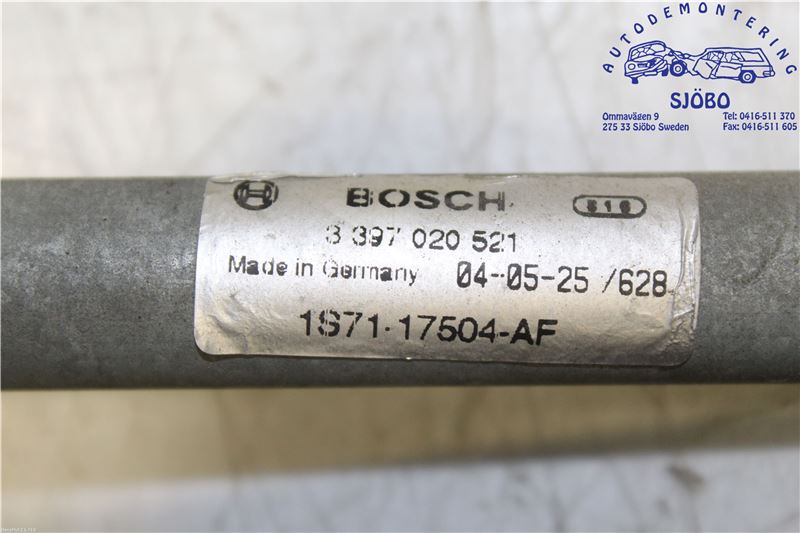 AUTODEMONTERING
SJÖBO
Ommavägen 9 Tel: 0416-511 370
275 33 Sjöbo Sweden Fax: 0416-511 605
BOSCH 616
3 397 020 521
Made in Germany 04-05-25 /628
1S71-17504-AF